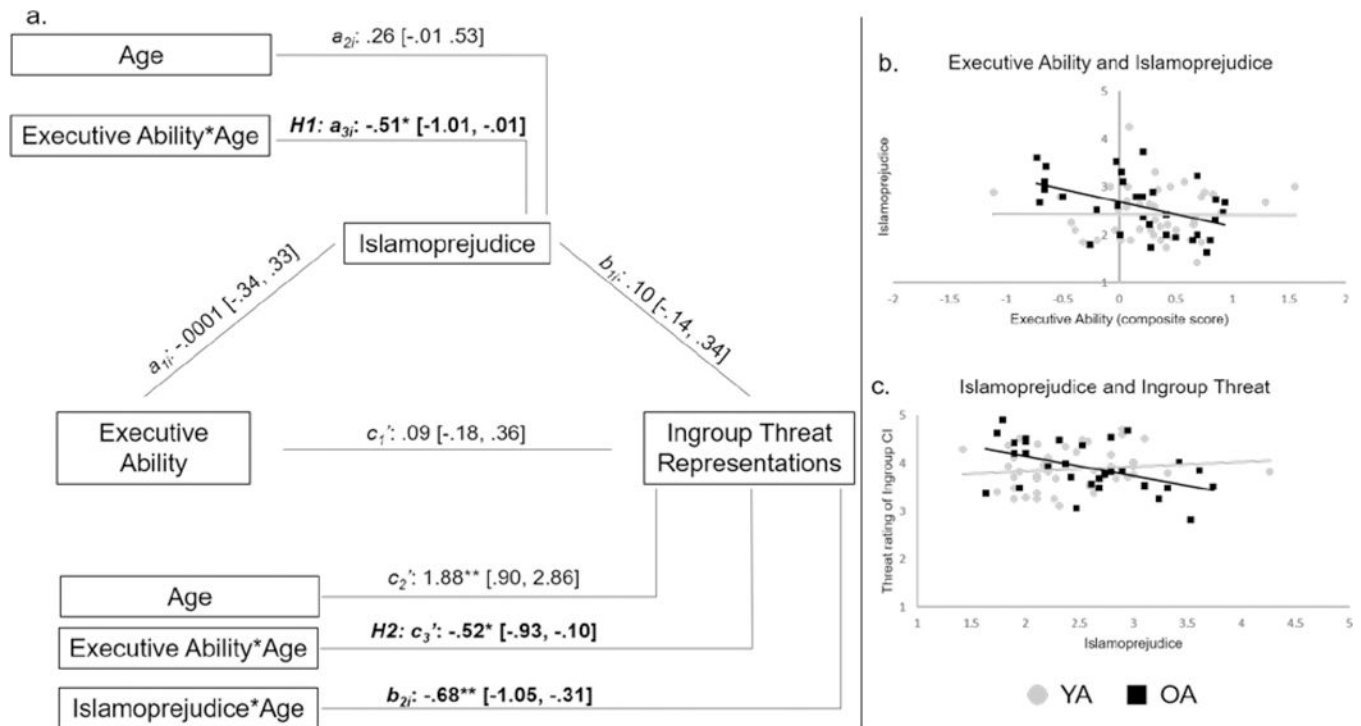 a.
Age
a2i: .26 [-.01 .53]
Executive Ability*Age
H1: a3i: -.51* [-1.01, -.01]
Islamoprejudice
a1i: -.0001 [-.34, .33]
b1i: .10 [-.14, .34]
Executive
Ability
c1': .09 [-.18, .36]
Ingroup Threat
Representations
Age
c2': 1.88** [.90, 2.86]
Executive Ability*Age
H2: c3': -.52* [-.93, -.10]
Islamoprejudice*Age
b2i: -.68** [-1.05, -.31]
b.
Executive Ability and Islamoprejudice
Islamoprejudice
5
4
3
2
1
-2 -1.5 -1 -0.5 0 0.5 1 1.5 2
Executive Ability (composite score)
c.
Islamoprejudice and Ingroup Threat
Threat rating of Ingroup CI
5
4
3
2
1
1 1.5 2 2.5 3 3.5 4 4.5 5
Islamoprejudice
YA OA